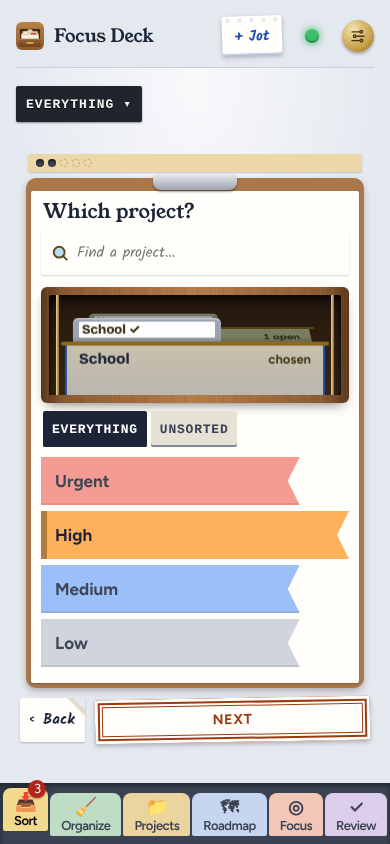 Focus Deck
+ Jot
EVERYTHING ▾
Which project?
Find a project...
School ✓
1 open
School
chosen
EVERYTHING
UNSORTED
Urgent
High
Medium
Low
‹ Back
NEXT
3
Sort
Organize
Projects
Roadmap
Focus
Review